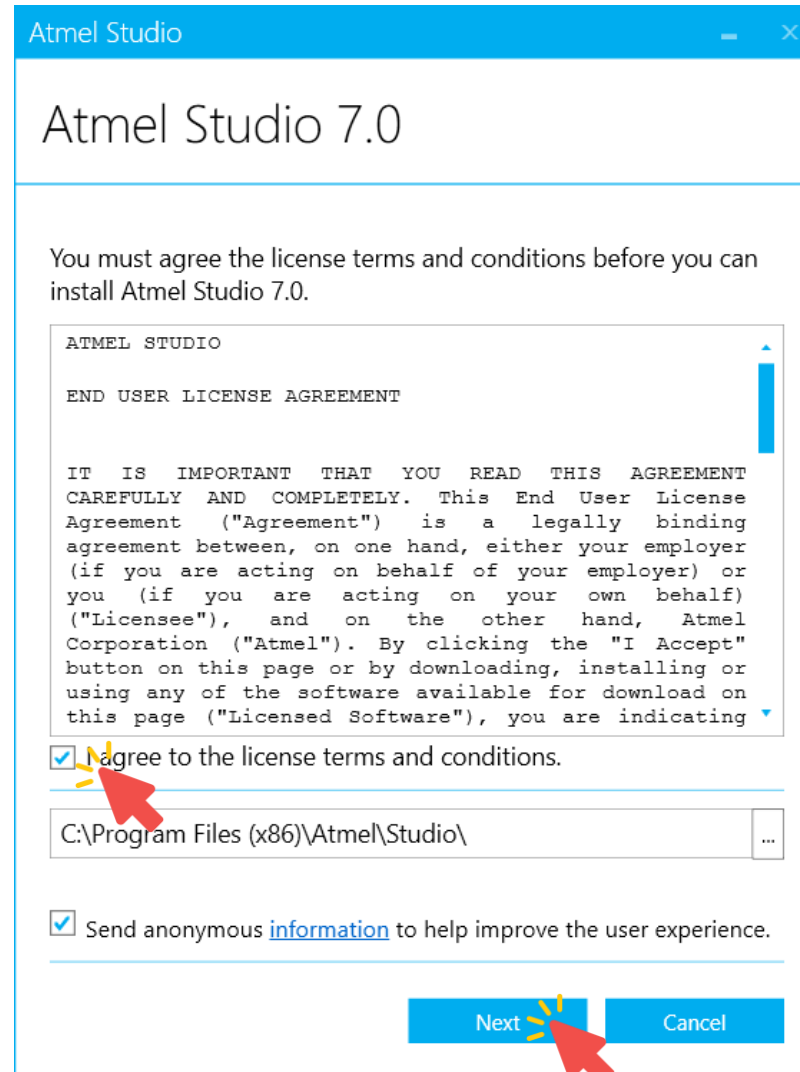 Atmel Studio
Atmel Studio 7.0
You must agree the license terms and conditions before you can
install Atmel Studio 7.0.
ATMEL STUDIO
END USER LICENSE AGREEMENT
IT IS IMPORTANT THAT YOU READ THIS AGREEMENT
CAREFULLY AND COMPLETELY. This End User License
Agreement ("Agreement") is a legally binding
agreement between, on one hand, either your employer
(if you are acting on behalf of your employer) or
you (if you are acting on your own behalf)
("Licensee"), and on the other hand, Atmel
Corporation ("Atmel"). By clicking the "I Accept"
button on this page or by downloading, installing or
using any of the software available for download on
this page ("Licensed Software"), you are indicating
I agree to the license terms and conditions.
C:\Program Files (x86)\Atmel\Studio\
...
Send anonymous information to help improve the user experience.
Next
Cancel